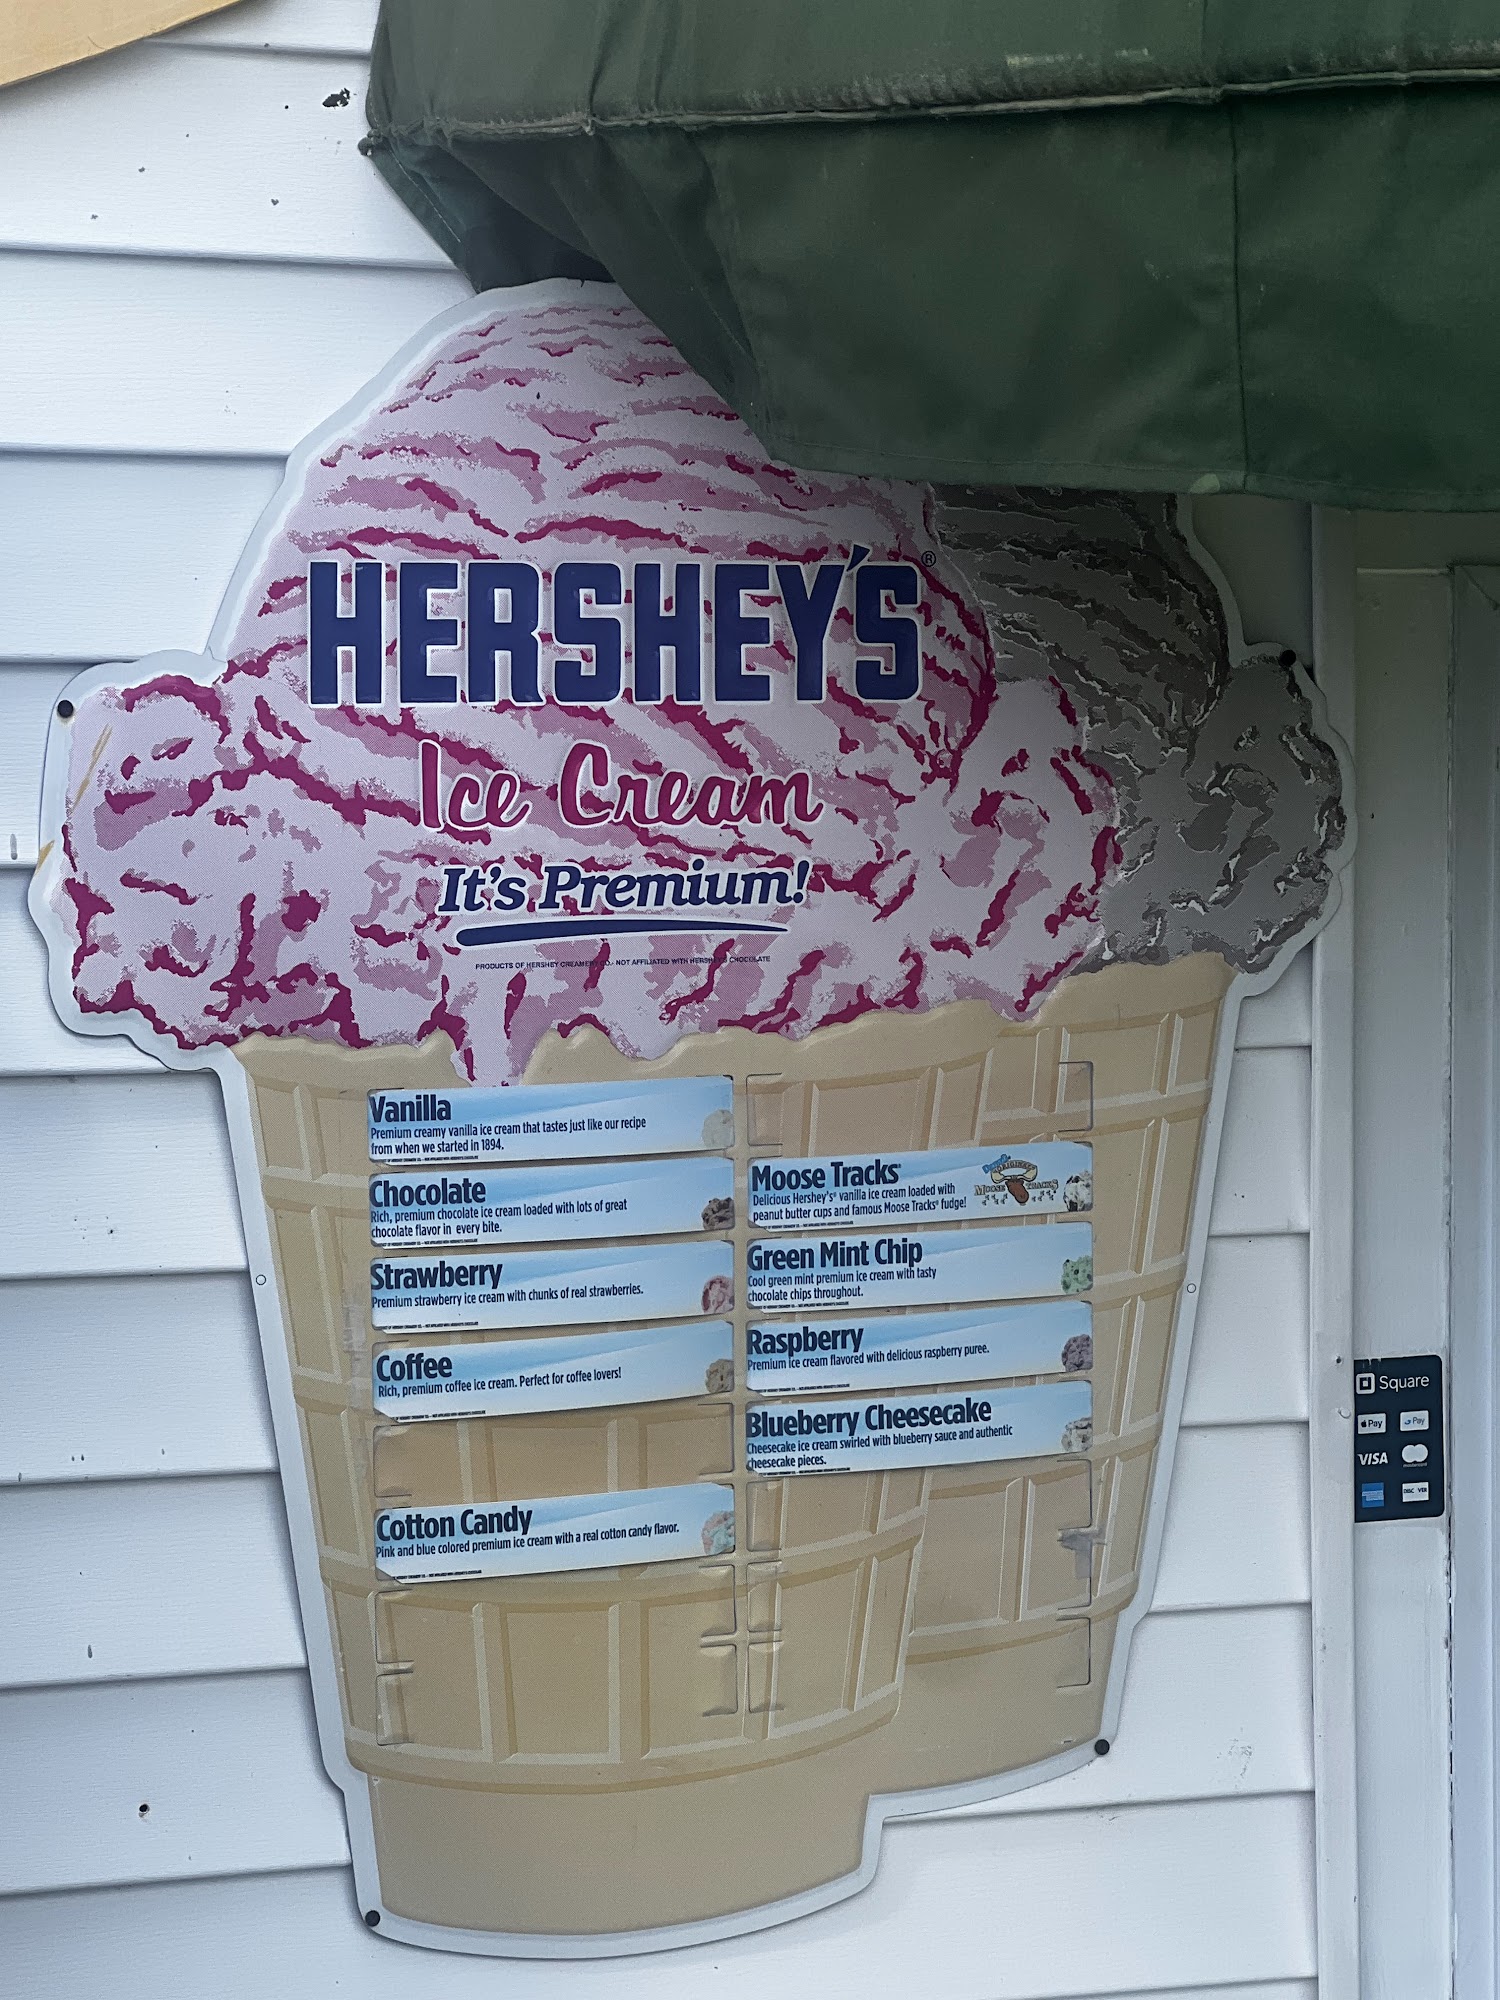 HERSHEY'S®
Ice Cream
It's Premium!
PRODUCTS OF HERSHEY CREAMERY CO. NOT AFFILIATED WITH HERSHEY'S CHOCOLATE
Vanilla
Premium creamy vanilla ice cream that tastes just like our recipe
from when we started in 1894.
Chocolate
Rich, premium chocolate ice cream loaded with lots of great
chocolate flavor in every bite.
Strawberry
Premium strawberry ice cream with chunks of real strawberries.
Coffee
Rich, premium coffee ice cream. Perfect for coffee lovers!
Cotton Candy
Pink and blue colored premium ice cream with a real cotton candy flavor.
Moose Tracks®
Delicious Hershey's® vanilla ice cream loaded with
peanut butter cups and famous Moose Tracks® fudge!
ORIGINAL
MOOSE TRACKS
Green Mint Chip
Cool green mint premium ice cream with tasty
chocolate chips throughout.
Raspberry
Premium ice cream flavored with delicious raspberry puree.
Blueberry Cheesecake
Cheesecake ice cream swirled with blueberry sauce and authentic
cheesecake pieces.
Square
Pay G Pay
VISA mastercard
DISCOVER